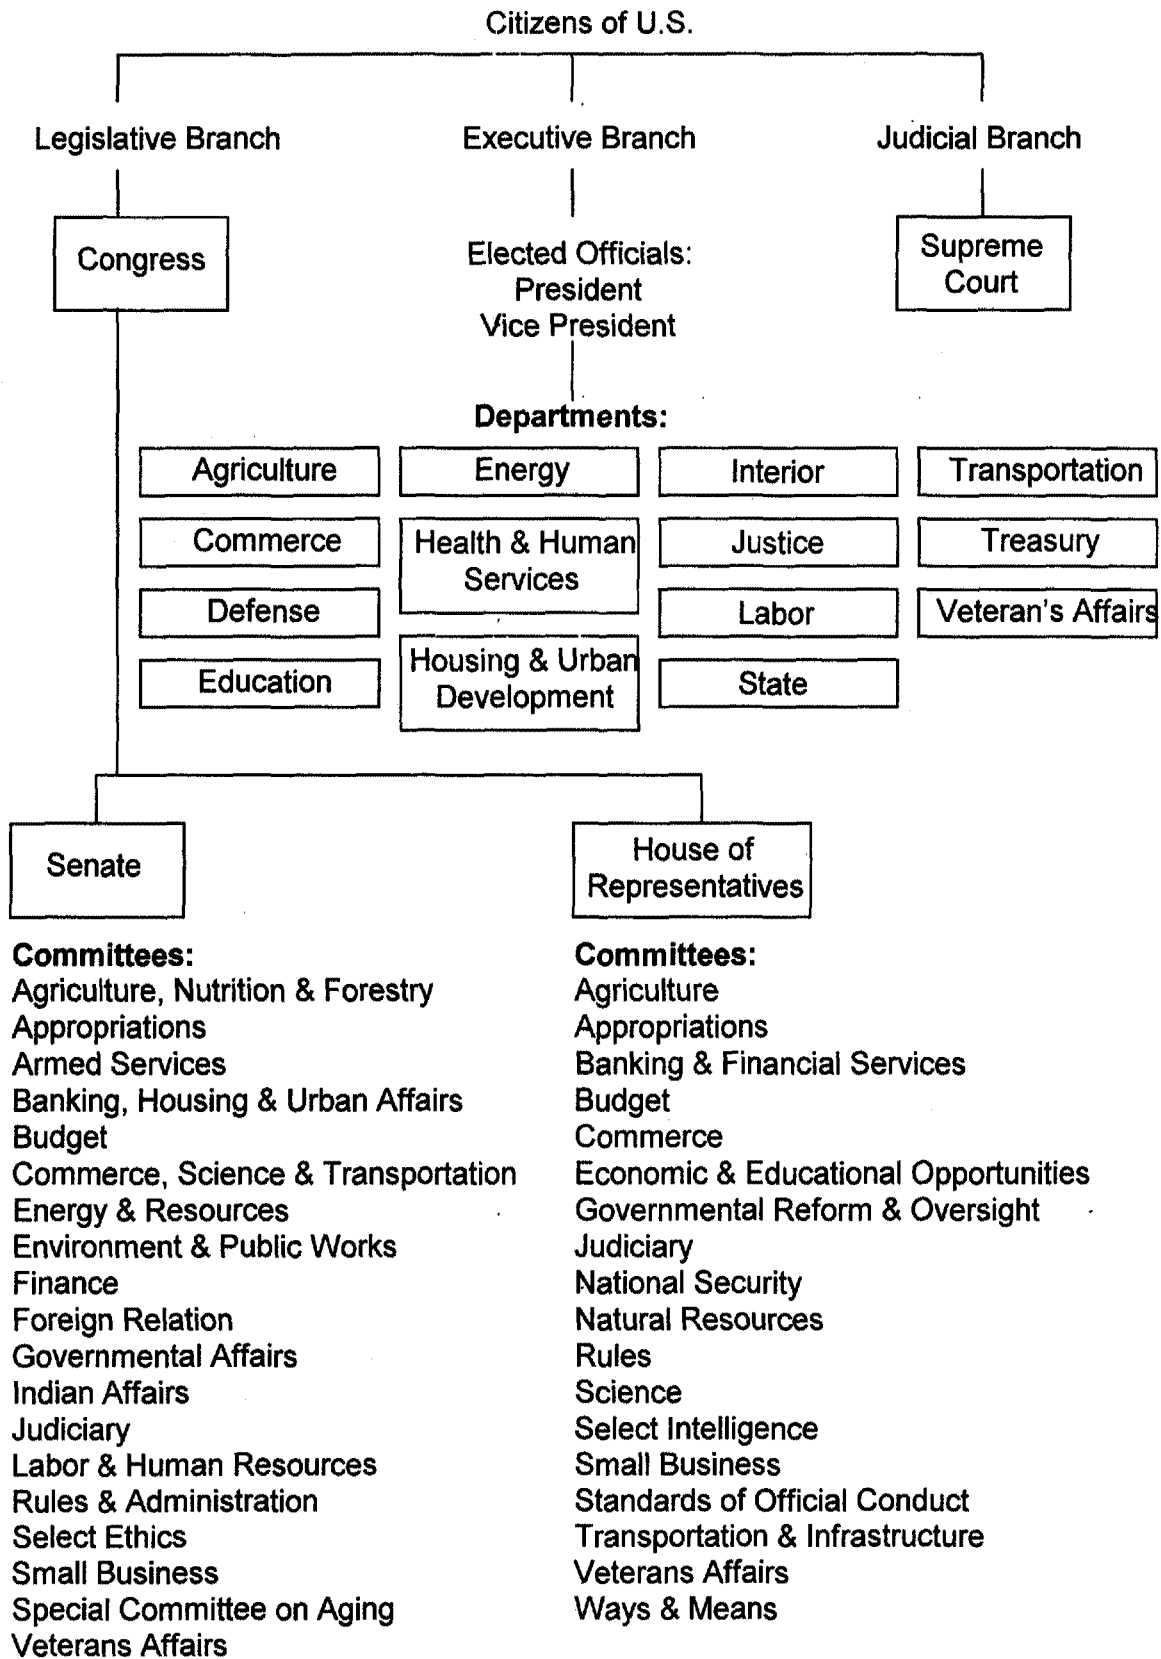 Citizens of U.S.
Legislative Branch
Executive Branch
Judicial Branch
Congress
Elected Officials:
President
Vice President
Supreme
Court
Departments:
Agriculture
Energy
Interior
Transportation
Commerce
Health & Human
Services
Justice
Treasury
Defense
Labor
Veteran's Affairs
Education
Housing & Urban
Development
State
Senate
House of
Representatives
Committees:
Agriculture, Nutrition & Forestry
Appropriations
Armed Services
Banking, Housing & Urban Affairs
Budget
Commerce, Science & Transportation
Energy & Resources
Environment & Public Works
Finance
Foreign Relation
Governmental Affairs
Indian Affairs
Judiciary
Labor & Human Resources
Rules & Administration
Select Ethics
Small Business
Special Committee on Aging
Veterans Affairs
Committees:
Agriculture
Appropriations
Banking & Financial Services
Budget
Commerce
Economic & Educational Opportunities
Governmental Reform & Oversight
Judiciary
National Security
Natural Resources
Rules
Science
Select Intelligence
Small Business
Standards of Official Conduct
Transportation & Infrastructure
Veterans Affairs
Ways & Means